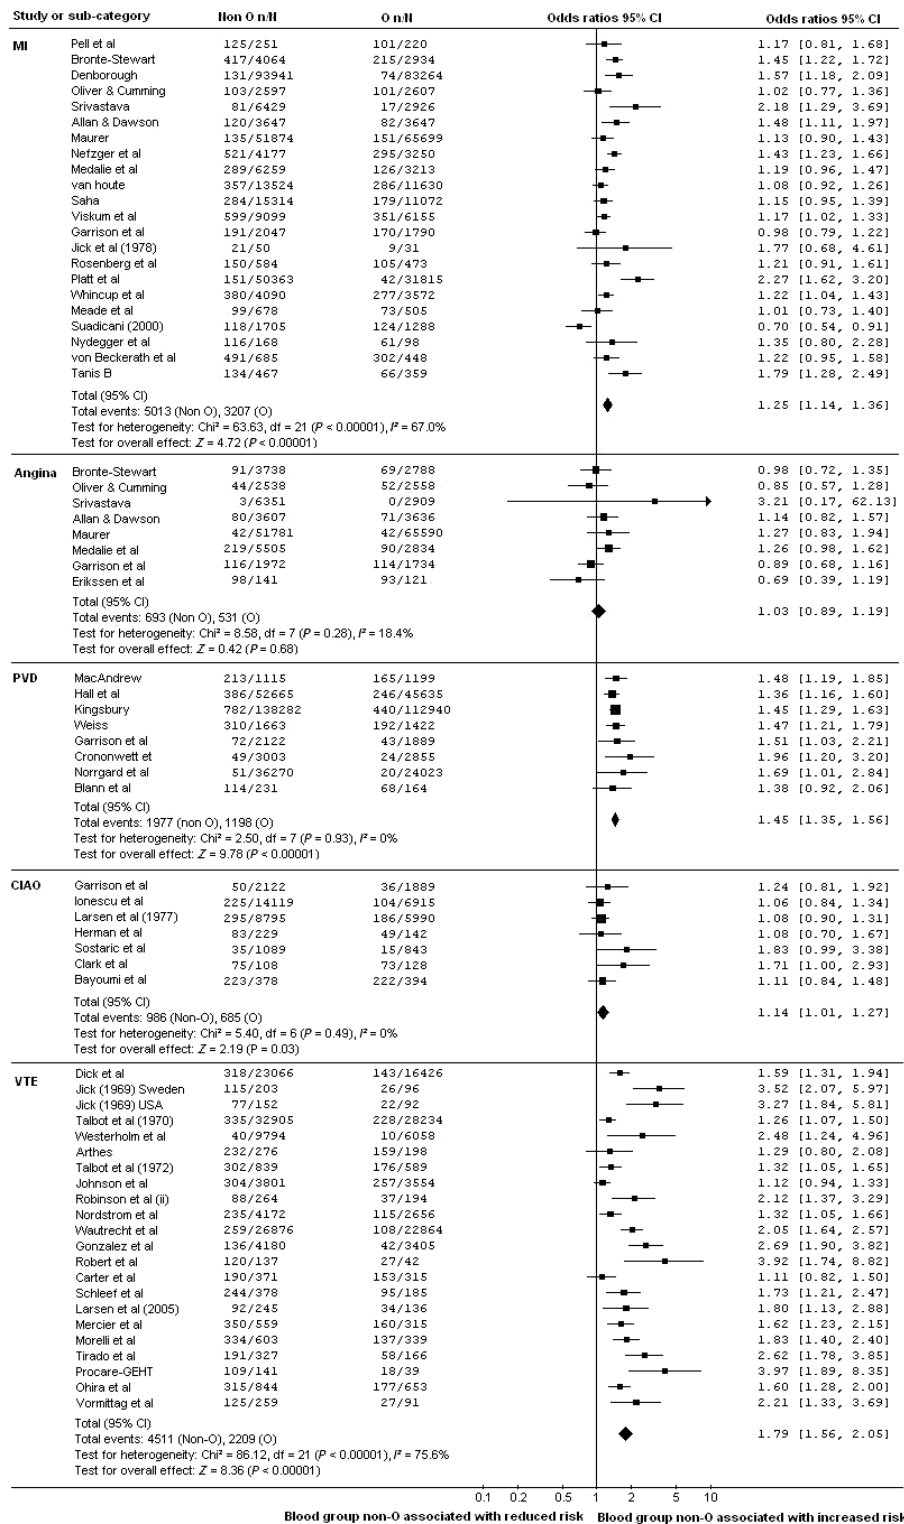 Study or sub-category Non O n/N O n/N Odds ratios 95% CI Odds ratios 95% CI
MI Pell et al 125/251 101/220 1.17 [0.81, 1.68]
Bronte-Stewart 417/4064 215/2934 1.45 [1.22, 1.72]
Denborough 131/93941 74/83264 1.57 [1.18, 2.09]
Oliver & Cumming 103/2597 101/2607 1.02 [0.77, 1.36]
Srivastava 81/6429 17/2926 2.18 [1.29, 3.69]
Allan & Dawson 120/3647 82/3647 1.48 [1.11, 1.97]
Maurer 135/51874 151/65699 1.13 [0.90, 1.43]
Nefzger et al 521/4177 295/3250 1.43 [1.23, 1.66]
Medalie et al 289/6259 126/3213 1.19 [0.96, 1.47]
van houte 357/13524 286/11630 1.08 [0.92, 1.26]
Saha 284/15314 179/11072 1.15 [0.95, 1.39]
Viskum et al 599/9099 351/6155 1.17 [1.02, 1.33]
Garrison et al 191/2047 170/1790 0.98 [0.79, 1.22]
Jick et al (1978) 21/50 9/31 1.77 [0.68, 4.61]
Rosenberg et al 150/584 105/473 1.21 [0.91, 1.61]
Platt et al 151/50363 42/31815 2.27 [1.62, 3.20]
Whincup et al 380/4090 277/3572 1.22 [1.04, 1.43]
Meade et al 99/678 73/505 1.01 [0.73, 1.40]
Suadicani (2000) 118/1705 124/1288 0.70 [0.54, 0.91]
Nydegger et al 116/168 61/98 1.35 [0.80, 2.28]
von Beckerath et al 491/685 302/448 1.22 [0.95, 1.58]
Tanis B 134/467 66/359 1.79 [1.28, 2.49]
Total (95% CI)
Total events: 5013 (Non O), 3207 (O) 1.25 [1.14, 1.36]
Test for heterogeneity: Chi² = 63.63, df = 21 (P < 0.00001), I² = 67.0%
Test for overall effect: Z = 4.72 (P < 0.00001)
Angina Bronte-Stewart 91/3738 69/2788 0.98 [0.72, 1.35]
Oliver & Cumming 44/2538 52/2558 0.85 [0.57, 1.28]
Srivastava 3/6351 0/2909 3.21 [0.17, 62.13]
Allan & Dawson 80/3607 71/3636 1.14 [0.82, 1.57]
Maurer 42/51781 42/65590 1.27 [0.83, 1.94]
Medalie et al 219/5505 90/2834 1.26 [0.98, 1.62]
Garrison et al 116/1972 114/1734 0.89 [0.68, 1.16]
Erikssen et al 98/141 93/121 0.69 [0.39, 1.19]
Total (95% CI)
Total events: 693 (Non O), 531 (O) 1.03 [0.89, 1.19]
Test for heterogeneity: Chi² = 8.58, df = 7 (P = 0.28), I² = 18.4%
Test for overall effect: Z = 0.42 (P = 0.68)
PVD MacAndrew 213/1115 165/1199 1.48 [1.19, 1.85]
Hall et al 386/52665 246/45635 1.36 [1.16, 1.60]
Kingsbury 782/138282 440/112940 1.45 [1.29, 1.63]
Weiss 310/1663 192/1422 1.47 [1.21, 1.79]
Garrison et al 72/2122 43/1889 1.51 [1.03, 2.21]
Crononwett et 49/3003 24/2855 1.96 [1.20, 3.20]
Norrgard et al 51/36270 20/24023 1.69 [1.01, 2.84]
Blann et al 114/231 68/164 1.38 [0.92, 2.06]
Total (95% CI)
Total events: 1977 (non O), 1198 (O) 1.45 [1.35, 1.56]
Test for heterogeneity: Chi² = 2.50, df = 7 (P = 0.93), I² = 0%
Test for overall effect: Z = 9.78 (P < 0.00001)
CIAO Garrison et al 50/2122 36/1889 1.24 [0.81, 1.92]
Ionescu et al 225/14119 104/6915 1.06 [0.84, 1.34]
Larsen et al (1977) 295/8795 186/5990 1.08 [0.90, 1.31]
Herman et al 83/229 49/142 1.08 [0.70, 1.67]
Sostaric et al 35/1089 15/843 1.83 [0.99, 3.38]
Clark et al 75/108 73/128 1.71 [1.00, 2.93]
Bayoumi et al 223/378 222/394 1.11 [0.84, 1.48]
Total (95% CI)
Total events: 986 (Non-O), 685 (O) 1.14 [1.01, 1.27]
Test for heterogeneity: Chi² = 5.40, df = 6 (P = 0.49), I² = 0%
Test for overall effect: Z = 2.19 (P = 0.03)
VTE Dick et al 318/23066 143/16426 1.59 [1.31, 1.94]
Jick (1969) Sweden 115/203 26/96 3.52 [2.07, 5.97]
Jick (1969) USA 77/152 22/92 3.27 [1.84, 5.81]
Talbot et al (1970) 335/32905 228/28234 1.26 [1.07, 1.50]
Westerholm et al 40/9794 10/6058 2.48 [1.24, 4.96]
Arthes 232/276 159/198 1.29 [0.80, 2.08]
Talbot et al (1972) 302/839 176/589 1.32 [1.05, 1.65]
Johnson et al 304/3801 257/3554 1.12 [0.94, 1.33]
Robinson et al (ii) 88/264 37/194 2.12 [1.37, 3.29]
Nordstrom et al 235/4172 115/2656 1.32 [1.05, 1.66]
Wautrecht et al 259/26876 108/22864 2.05 [1.64, 2.57]
Gonzalez et al 136/4180 42/3405 2.69 [1.90, 3.82]
Robert et al 120/137 27/42 3.92 [1.74, 8.82]
Carter et al 190/371 153/315 1.11 [0.82, 1.50]
Schleef et al 244/378 95/185 1.73 [1.21, 2.47]
Larsen et al (2005) 92/245 34/136 1.80 [1.13, 2.88]
Mercier et al 350/559 160/315 1.62 [1.23, 2.15]
Morelli et al 334/603 137/339 1.83 [1.40, 2.40]
Tirado et al 191/327 58/166 2.62 [1.78, 3.85]
Procare-GEHT 109/141 18/39 3.97 [1.89, 8.35]
Ohira et al 315/844 177/653 1.60 [1.28, 2.00]
Vormittag et al 125/259 27/91 2.21 [1.33, 3.69]
Total (95% CI)
Total events: 4511 (Non-O), 2209 (O) 1.79 [1.56, 2.05]
Test for heterogeneity: Chi² = 86.12, df = 21 (P < 0.00001), I² = 75.6%
Test for overall effect: Z = 8.36 (P < 0.00001)
0.1 0.2 0.5 1 2 5 10
Blood group non-O associated with reduced risk Blood group non-O associated with increased risk